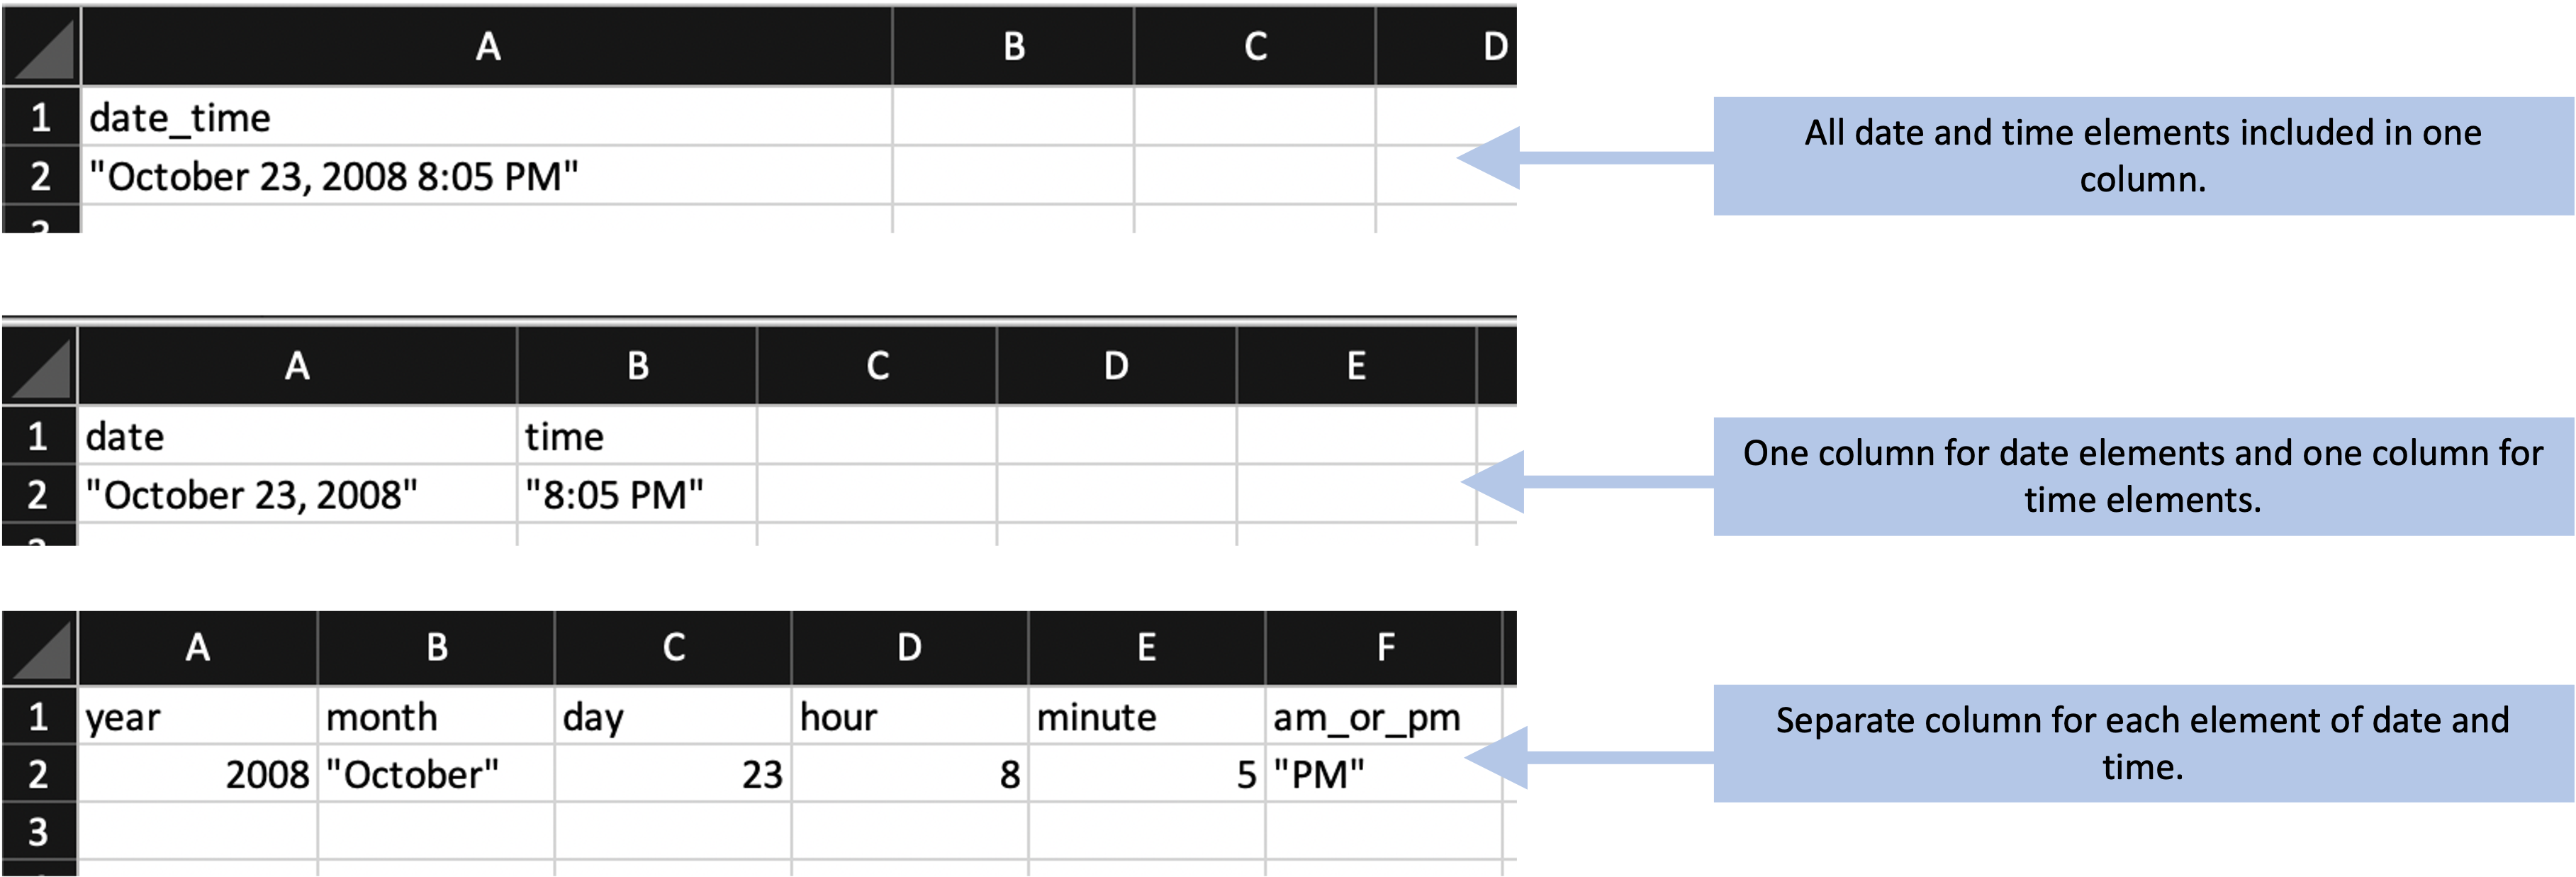 A B C D
1 date_time
2 "October 23, 2008 8:05 PM"
All date and time elements included in one
column.
A B C D E
1 date time
2 "October 23, 2008" "8:05 PM"
One column for date elements and one column for
time elements.
A B C D E F
1 year month day hour minute am_or_pm
2 2008 "October" 23 8 5 "PM"
3
Separate column for each element of date and
time.